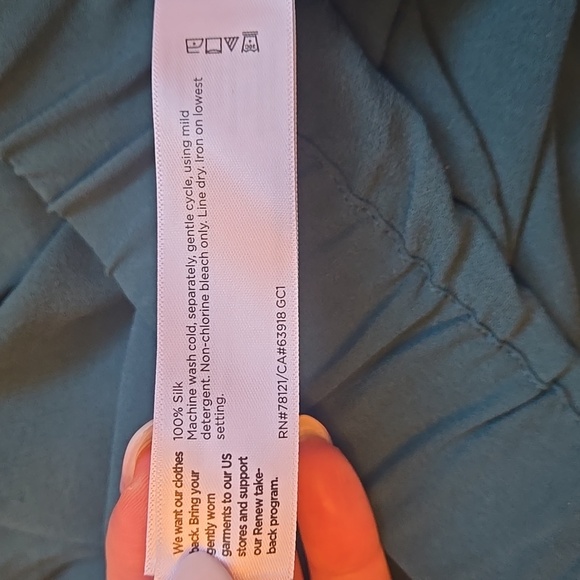 100% Silk
Machine wash cold, separately, gentle cycle, using mild
detergent. Non-chlorine bleach only. Line dry. Iron on lowest
setting.
RN#78121/CA#63918 GC1
We want our clothes
back. Bring your
gently worn
garments to our US
stores and support
our Renew take-
back program.